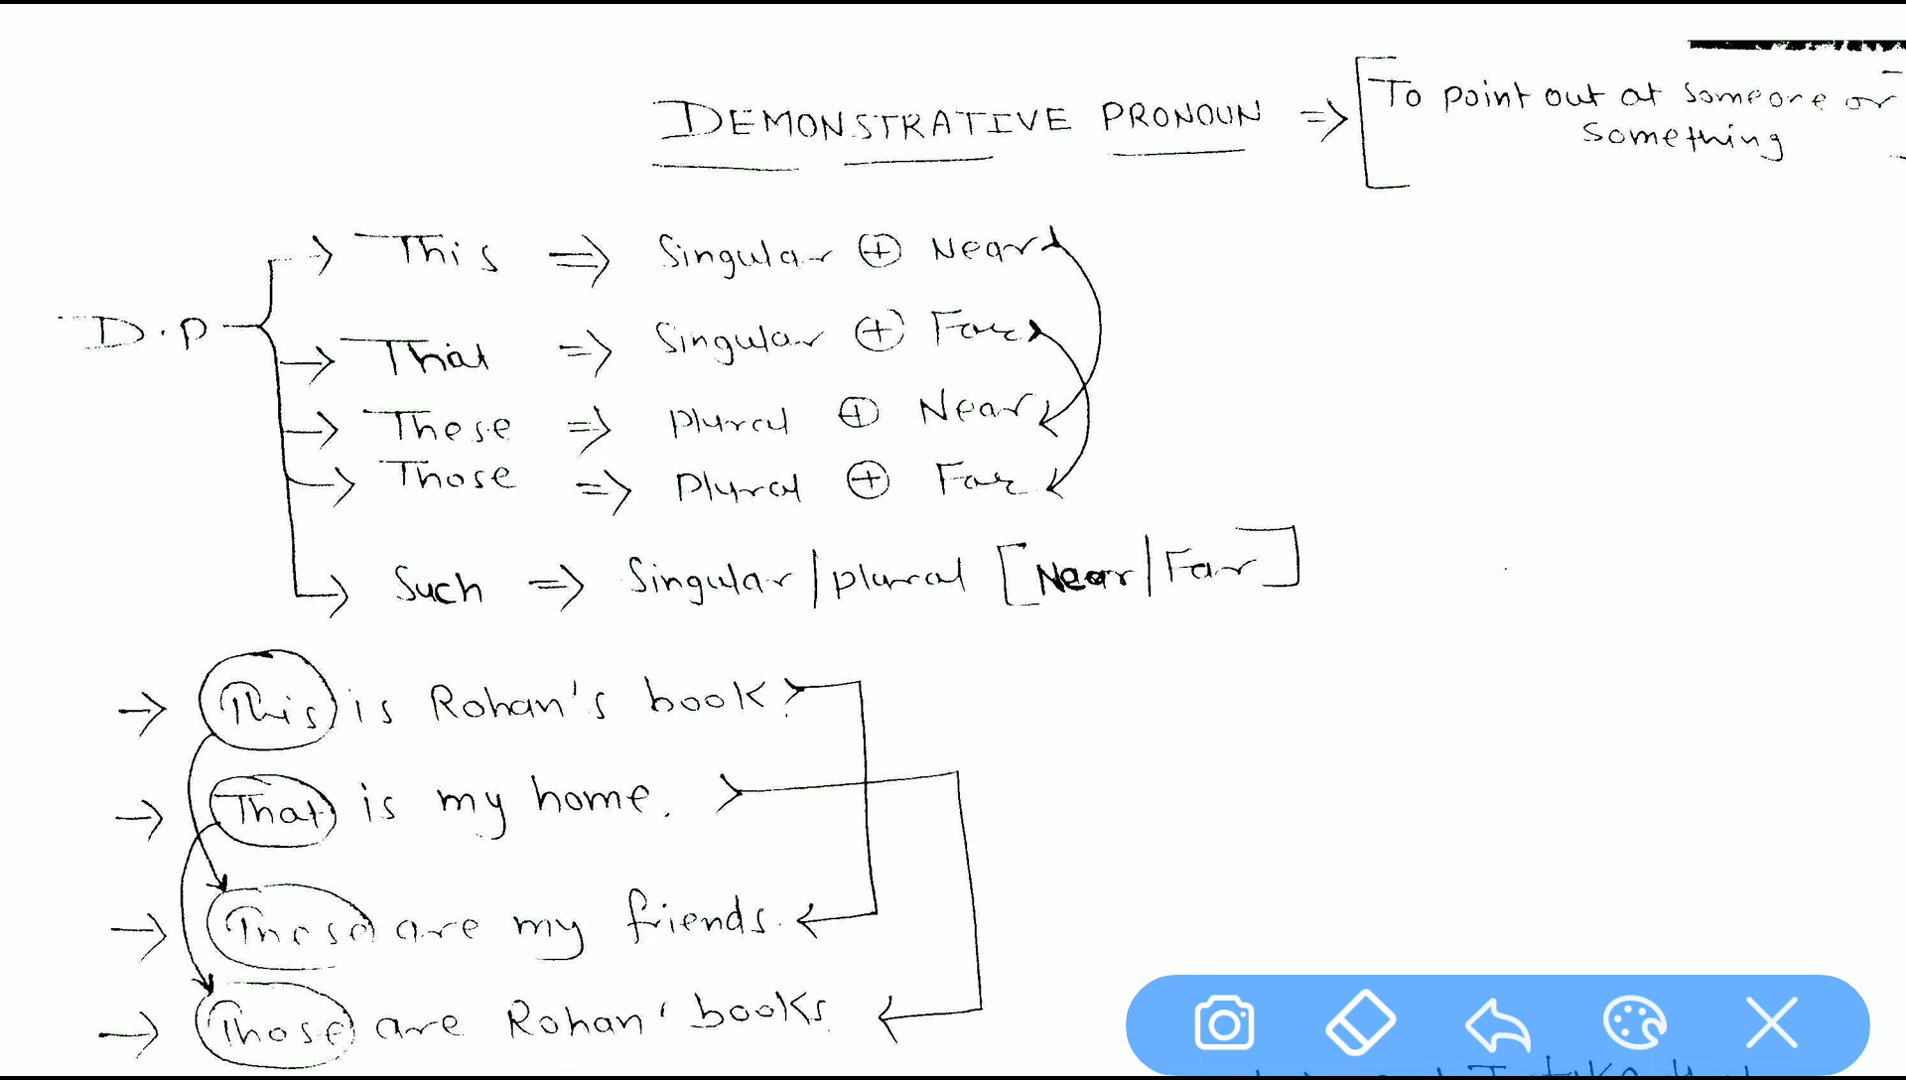 DEMONSTRATIVE PRONOUN => [To point out at someone or
something]
D.P
→ This => Singular ⊕ Near
→ That => Singular ⊕ Far
→ These => Plural ⊕ Near
→ Those => Plural ⊕ Far
→ Such => Singular/plural [Near/Far]
→ This is Rohan's book.
→ That is my home.
→ These are my friends.
→ Those are Rohan' books.